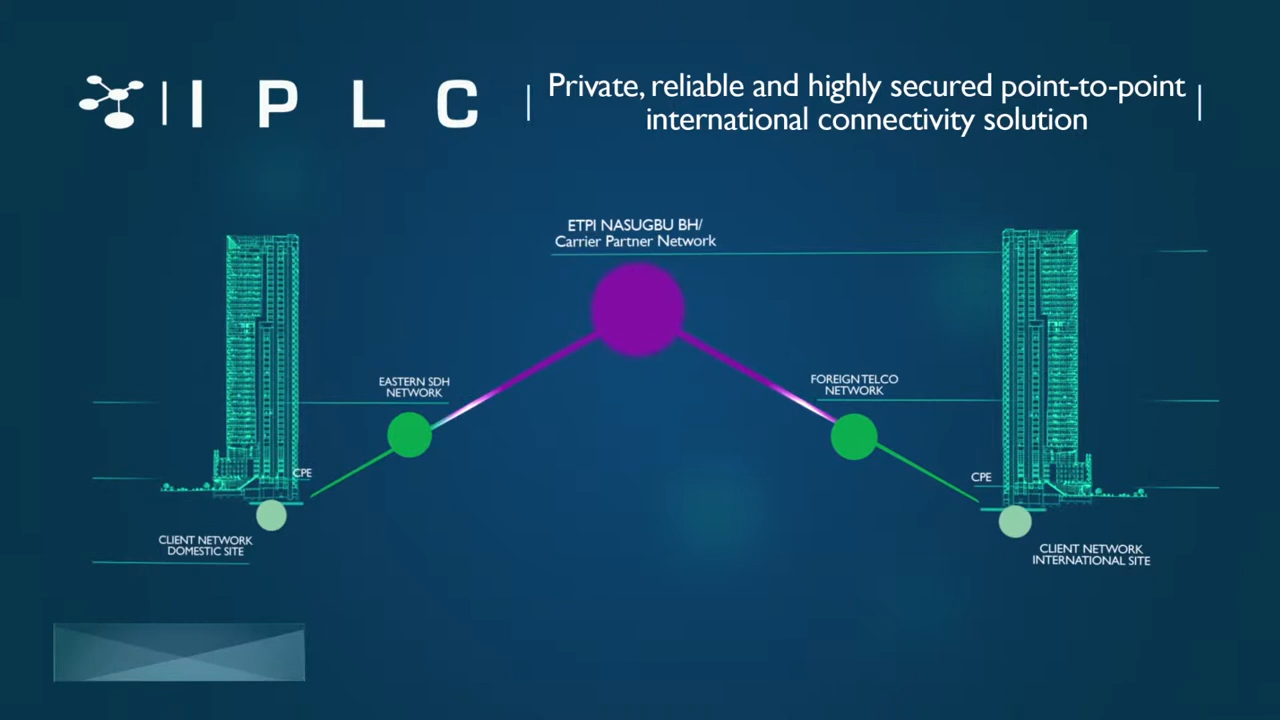 I P L C
Private, reliable and highly secured point-to-point
international connectivity solution
ETPI NASUGBU BH/
Carrier Partner Network
EASTERN SDH
NETWORK
FOREIGN TELCO
NETWORK
CPE
CPE
CLIENT NETWORK
DOMESTIC SITE
CLIENT NETWORK
INTERNATIONAL SITE